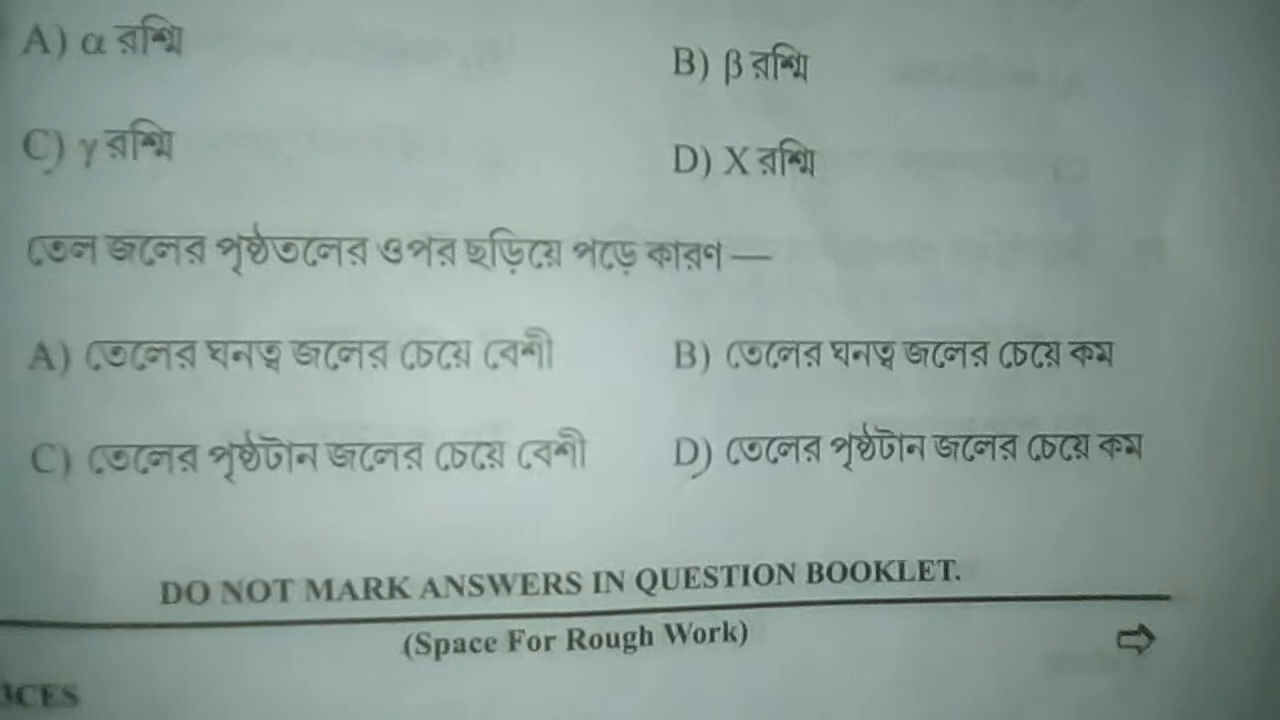 A) α রশ্মি
B) β রশ্মি
C) γ রশ্মি
D) X রশ্মি
তেল জলের পৃষ্ঠতলের ওপর ছড়িয়ে পড়ে কারণ —
A) তেলের ঘনত্ব জলের চেয়ে বেশী
B) তেলের ঘনত্ব জলের চেয়ে কম
C) তেলের পৃষ্ঠটান জলের চেয়ে বেশী
D) তেলের পৃষ্ঠটান জলের চেয়ে কম
DO NOT MARK ANSWERS IN QUESTION BOOKLET.
(Space For Rough Work)
⇨